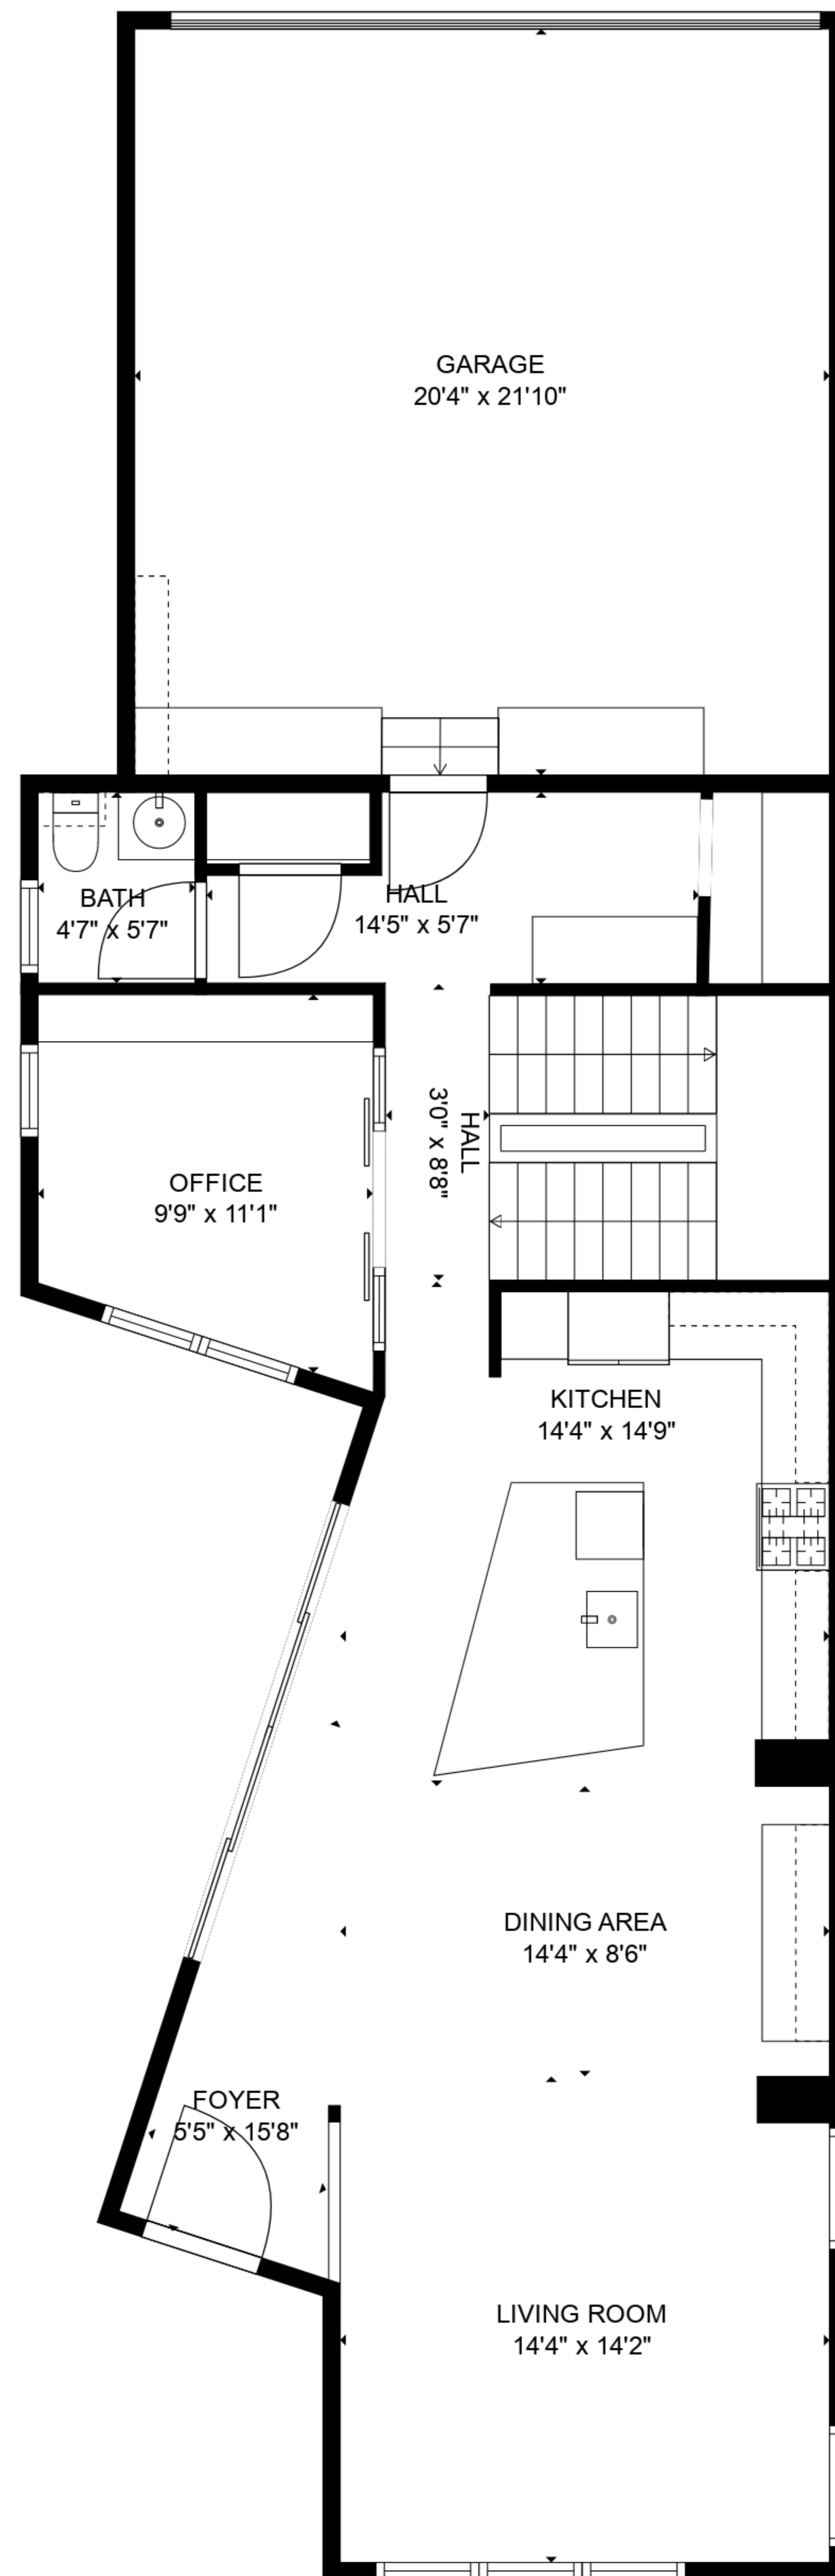 GARAGE
20'4" x 21'10"
BATH
4'7" x 5'7"
HALL
14'5" x 5'7"
HALL
3'0" x 8'8"
OFFICE
9'9" x 11'1"
KITCHEN
14'4" x 14'9"
DINING AREA
14'4" x 8'6"
FOYER
5'5" x 15'8"
LIVING ROOM
14'4" x 14'2"